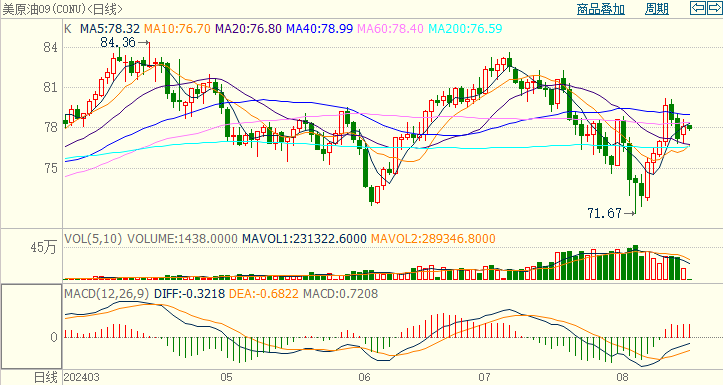 美原油09(CONU)<日线> 商品叠加 周期
K MA5:78.32 MA10:76.70 MA20:76.80 MA40:78.99 MA60:78.40 MA200:76.59
84.36
84
81
78
75
71.67
VOL(5,10) VOLUME:1438.0000 MAVOL1:231322.6000 MAVOL2:289346.8000
45万
MACD(12,26,9) DIFF:-0.3218 DEA:-0.6822 MACD:0.7208
0
日线 202403 05 06 07 08